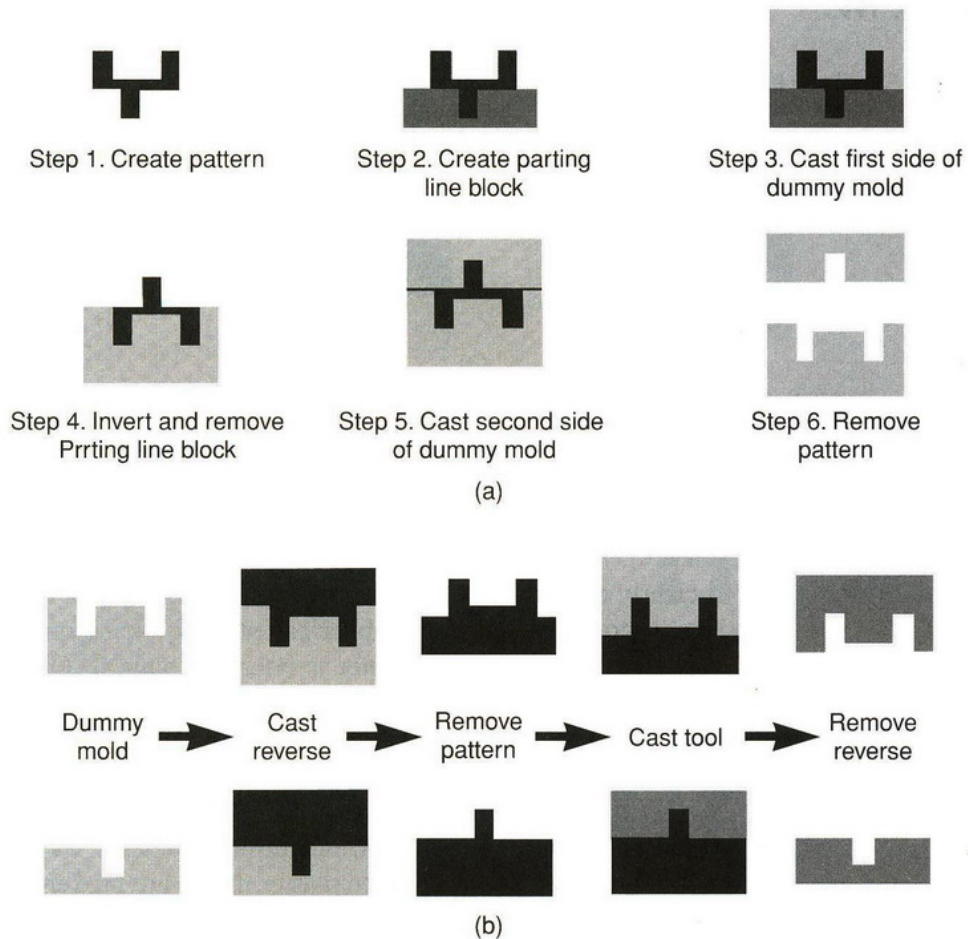 Step 1. Create pattern
Step 2. Create parting
line block
Step 3. Cast first side of
dummy mold
Step 4. Invert and remove
Prrting line block
Step 5. Cast second side
of dummy mold
Step 6. Remove
pattern
(a)
Dummy
mold
Cast
reverse
Remove
pattern
Cast tool
Remove
reverse
(b)